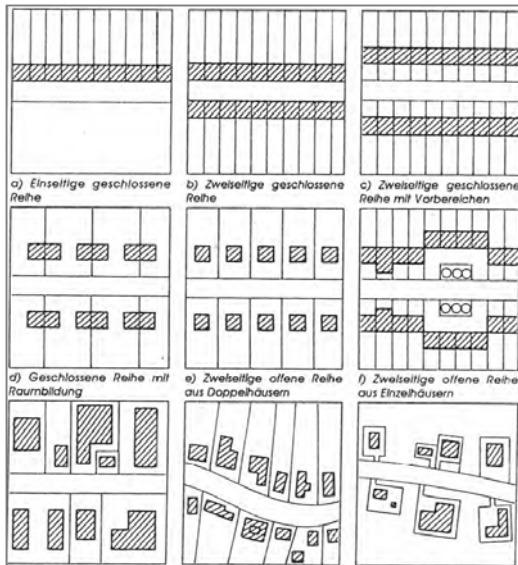 a) Einseitige geschlossene
Reihe
b) Zweiseitige geschlossene
Reihe
c) Zweiseitige geschlossene
Reihe mit Vorbereichen
d) Geschlossene Reihe mit
Raumbildung
e) Zweiseitige offene Reihe
aus Doppelhäusern
f) Zweiseitige offene Reihe
aus Einzelhäusern